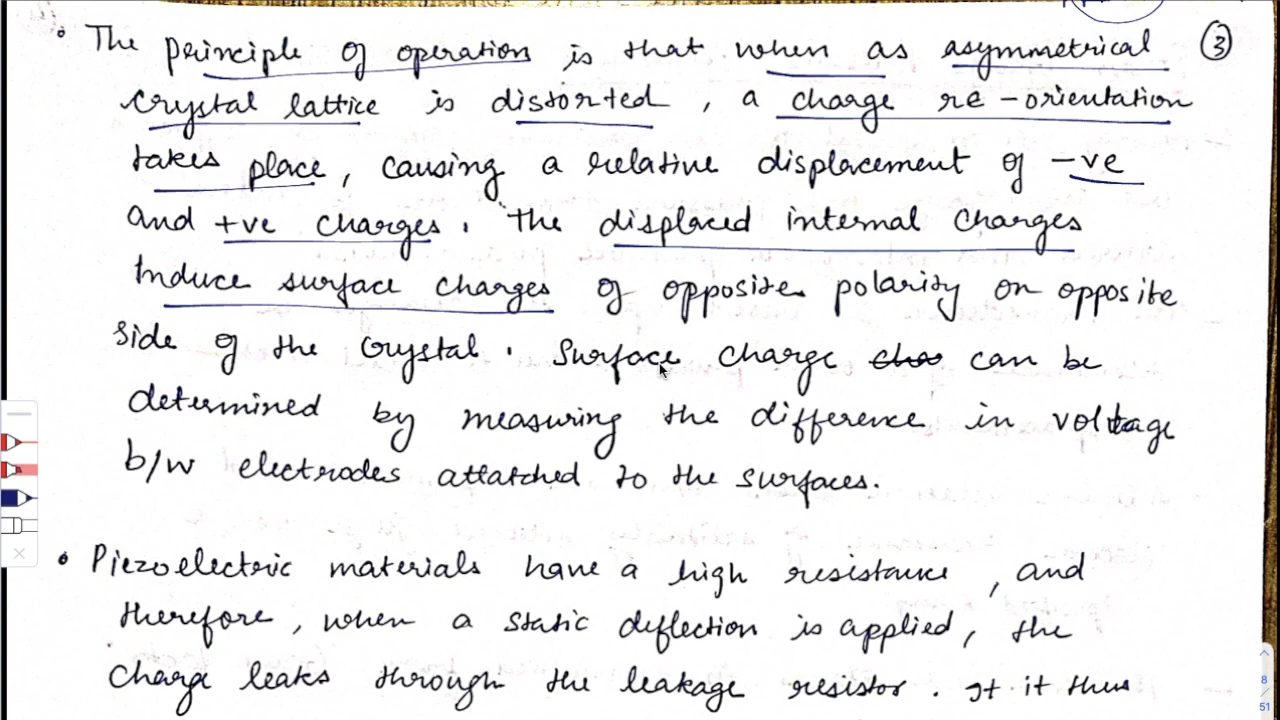 • The principle of operation is that when as asymmetrical ③
crystal lattice is distorted, a charge re-orientation
takes place, causing a relative displacement of -ve
and +ve charges. The displaced internal charges
induce surface charges of opposite polarity on opposite
side of the crystal. Surface charge can be
determined by measuring the difference in voltage
b/w electrodes attatched to the surfaces.
• Piezoelectric materials have a high resistance, and
therefore, when a static deflection is applied, the
charge leaks through the leakage resistor. It it thus
8
/
51